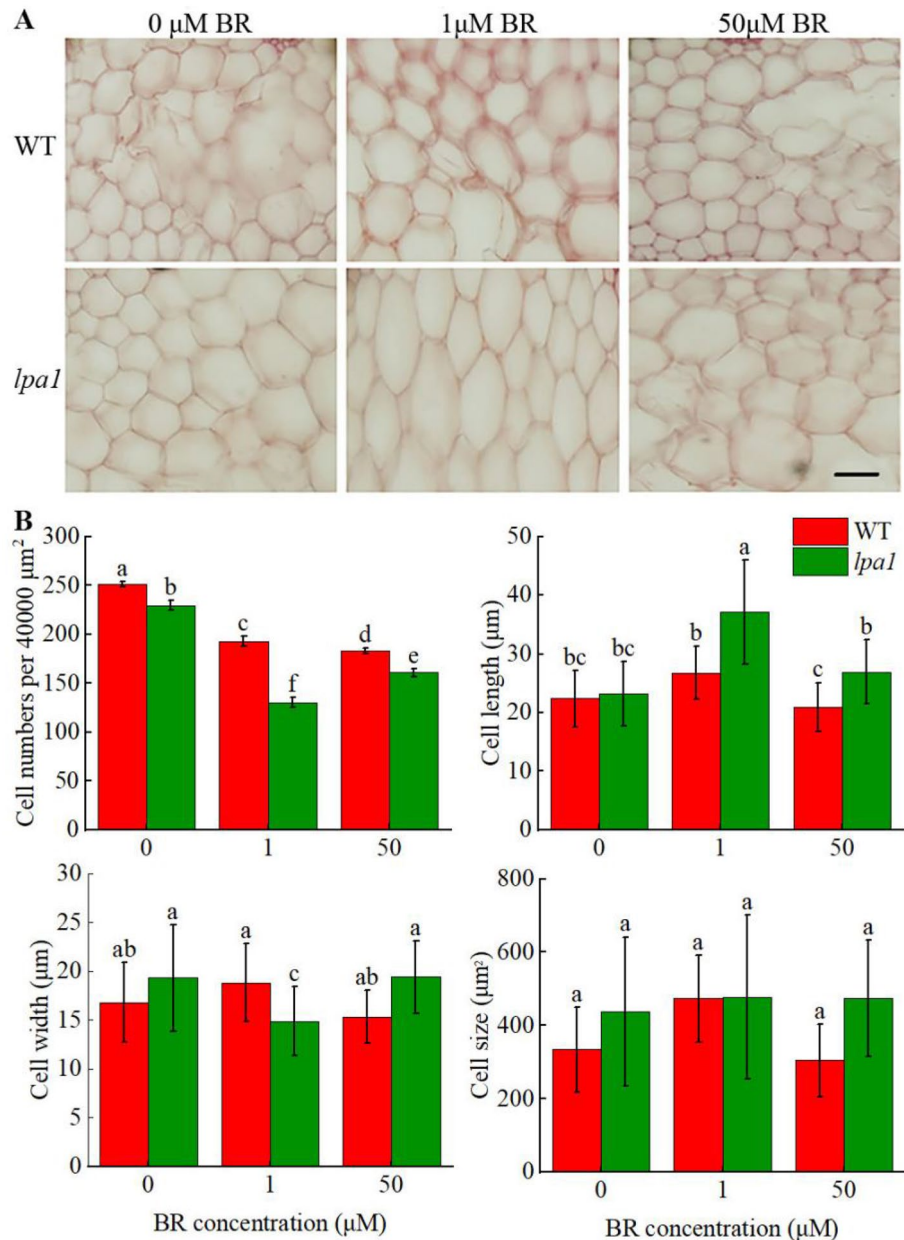 A
0 μM BR
1μM BR
50μM BR
WT
lpa1
B
Cell numbers per 40000 μm²
300
250
200
150
100
50
0
a
b
c
f
d
e
0
1
50
Cell length (μm)
50
40
30
20
10
0
bc
bc
b
a
c
b
0
1
50
WT
lpa1
Cell width (μm)
30
25
20
15
10
5
0
ab
a
a
c
ab
a
0
1
50
BR concentration (μM)
Cell size (μm²)
800
600
400
200
0
a
a
a
a
a
a
0
1
50
BR concentration (μM)